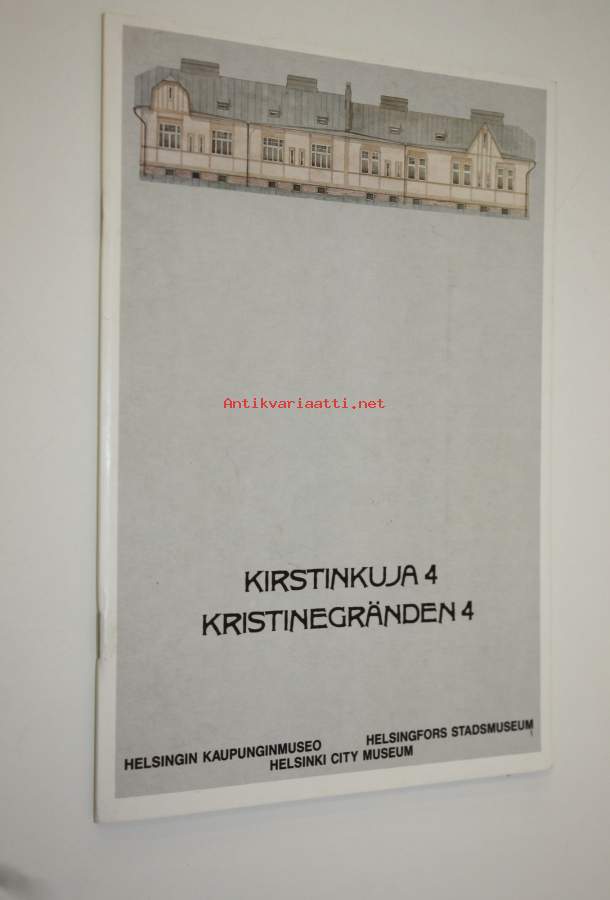 Antikvariaatti.net
KIRSTINKUJA 4
KRISTINEGRÄNDEN 4
HELSINGIN KAUPUNGINMUSEO
HELSINGFORS STADSMUSEUM
HELSINKI CITY MUSEUM